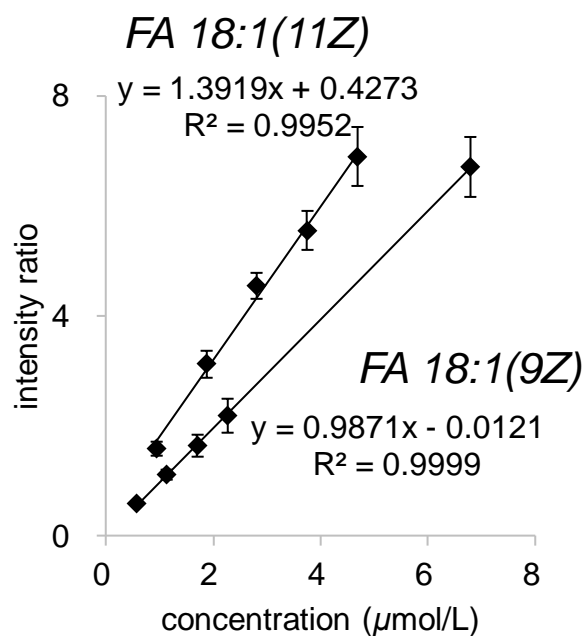 FA 18:1(11Z)
y = 1.3919x + 0.4273
R² = 0.9952
8
4
0
intensity ratio
FA 18:1(9Z)
y = 0.9871x - 0.0121
R² = 0.9999
0 2 4 6 8
concentration (µmol/L)